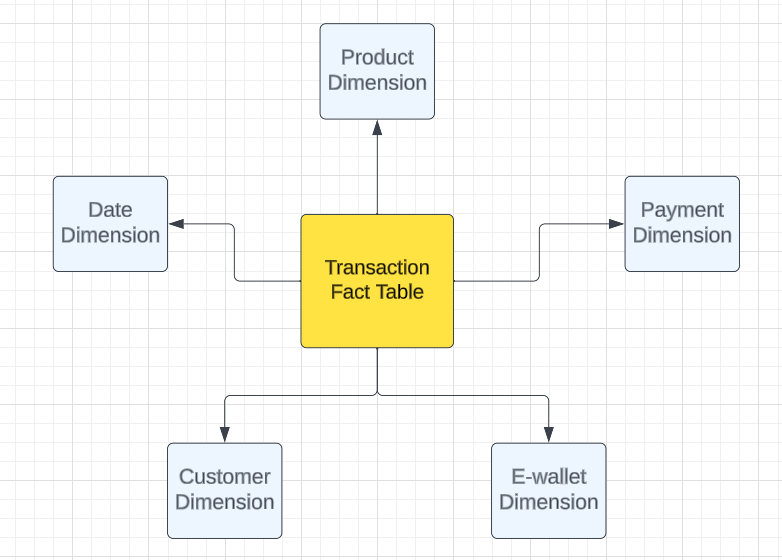 Product
Dimension
Date
Dimension
Payment
Dimension
Transaction
Fact Table
Customer
Dimension
E-wallet
Dimension